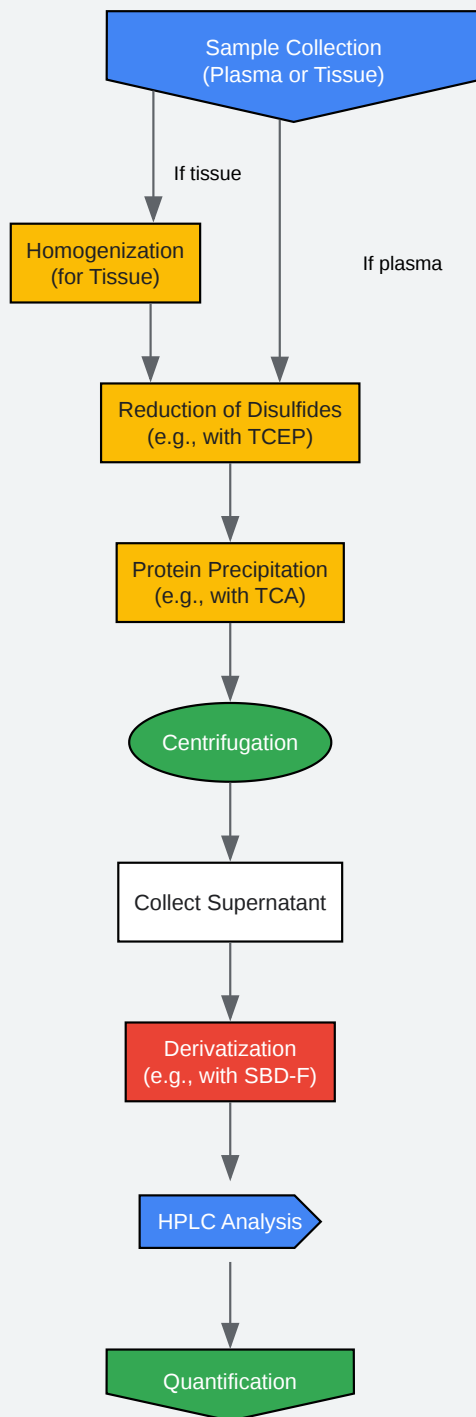 Sample Collection
(Plasma or Tissue)
If tissue
Homogenization
(for Tissue)
If plasma
Reduction of Disulfides
(e.g., with TCEP)
Protein Precipitation
(e.g., with TCA)
Centrifugation
Collect Supernatant
Derivatization
(e.g., with SBD-F)
HPLC Analysis
Quantification